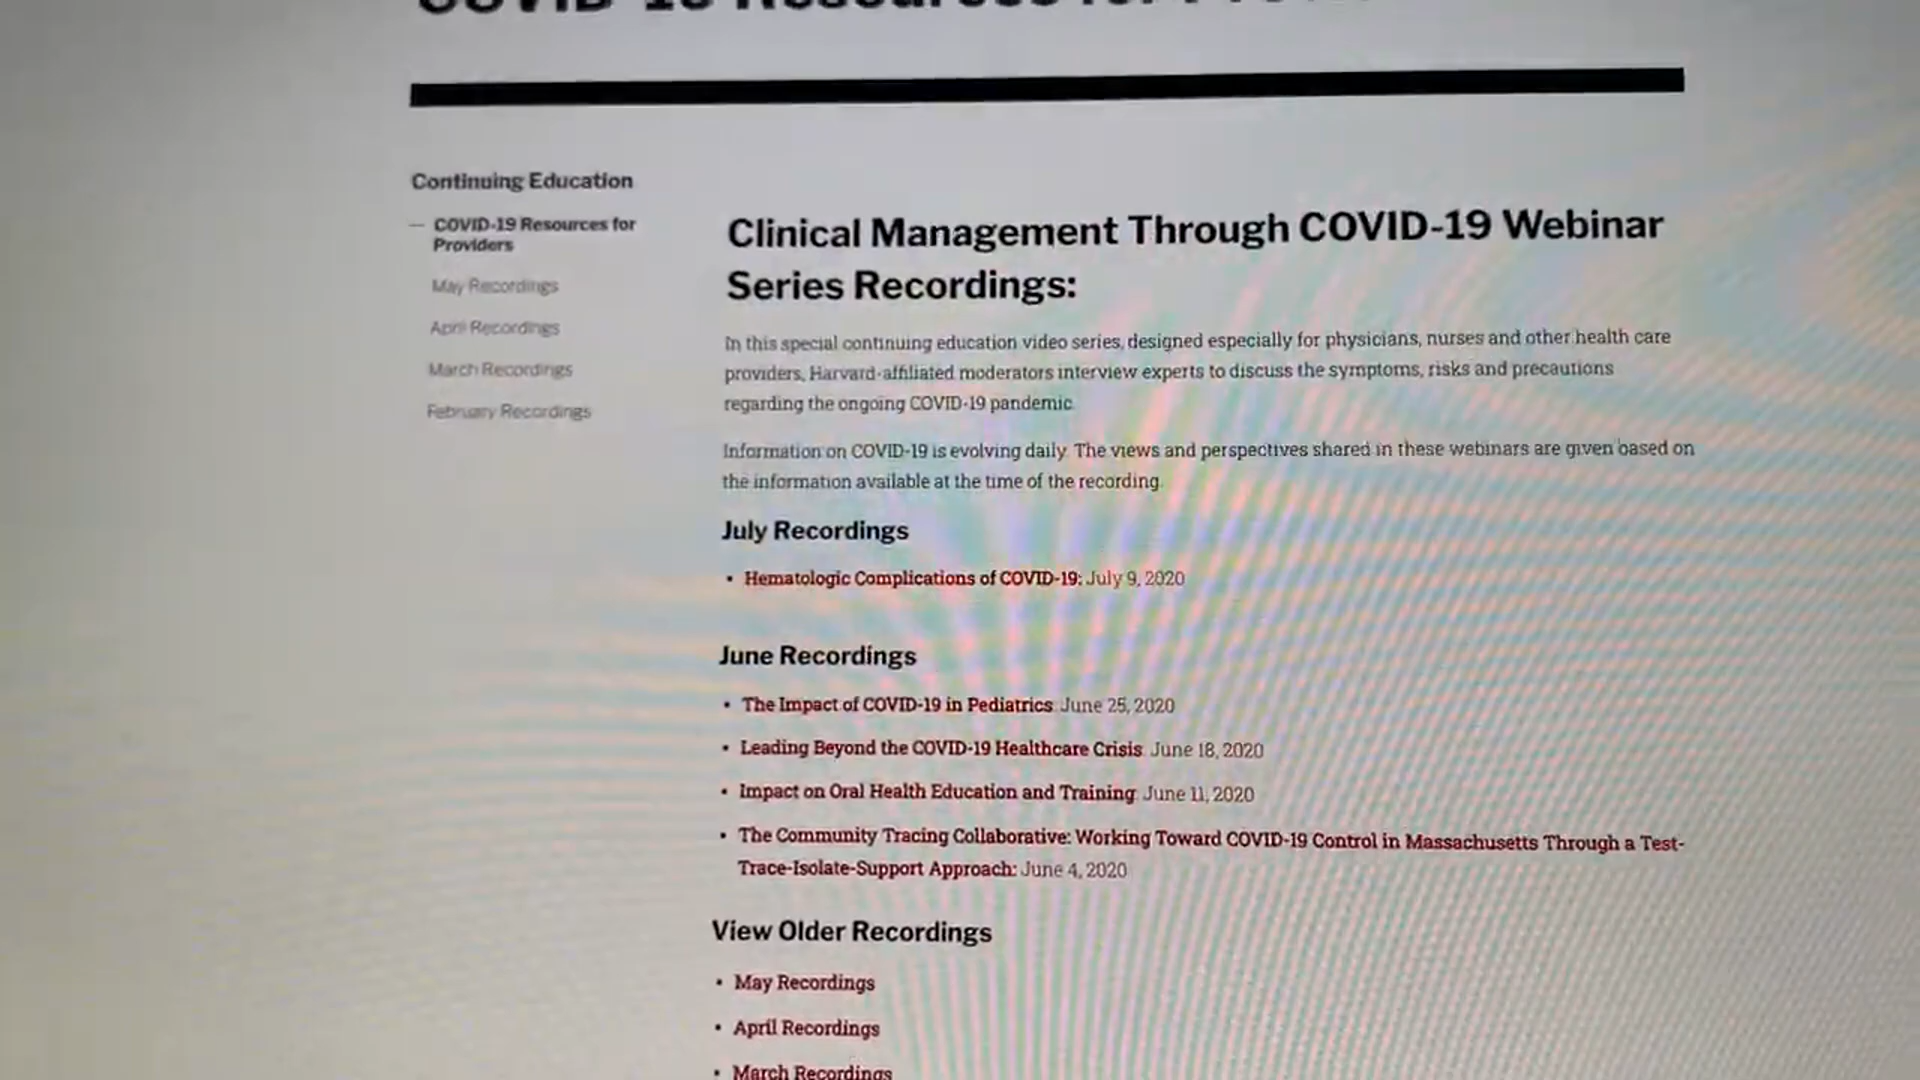 COVID-19 Resources for
Continuing Education
— COVID-19 Resources for
Providers
May Recordings
April Recordings
March Recordings
February Recordings
Clinical Management Through COVID-19 Webinar
Series Recordings:
In this special continuing education video series, designed especially for physicians, nurses and other health care
providers, Harvard-affiliated moderators interview experts to discuss the symptoms, risks and precautions
regarding the ongoing COVID-19 pandemic.
Information on COVID-19 is evolving daily. The views and perspectives shared in these webinars are given based on
the information available at the time of the recording.
July Recordings
• Hematologic Complications of COVID-19: July 9, 2020
June Recordings
• The Impact of COVID-19 in Pediatrics: June 25, 2020
• Leading Beyond the COVID-19 Healthcare Crisis: June 18, 2020
• Impact on Oral Health Education and Training: June 11, 2020
• The Community Tracing Collaborative: Working Toward COVID-19 Control in Massachusetts Through a Test-
Trace-Isolate-Support Approach: June 4, 2020
View Older Recordings
• May Recordings
• April Recordings
• March Recordings